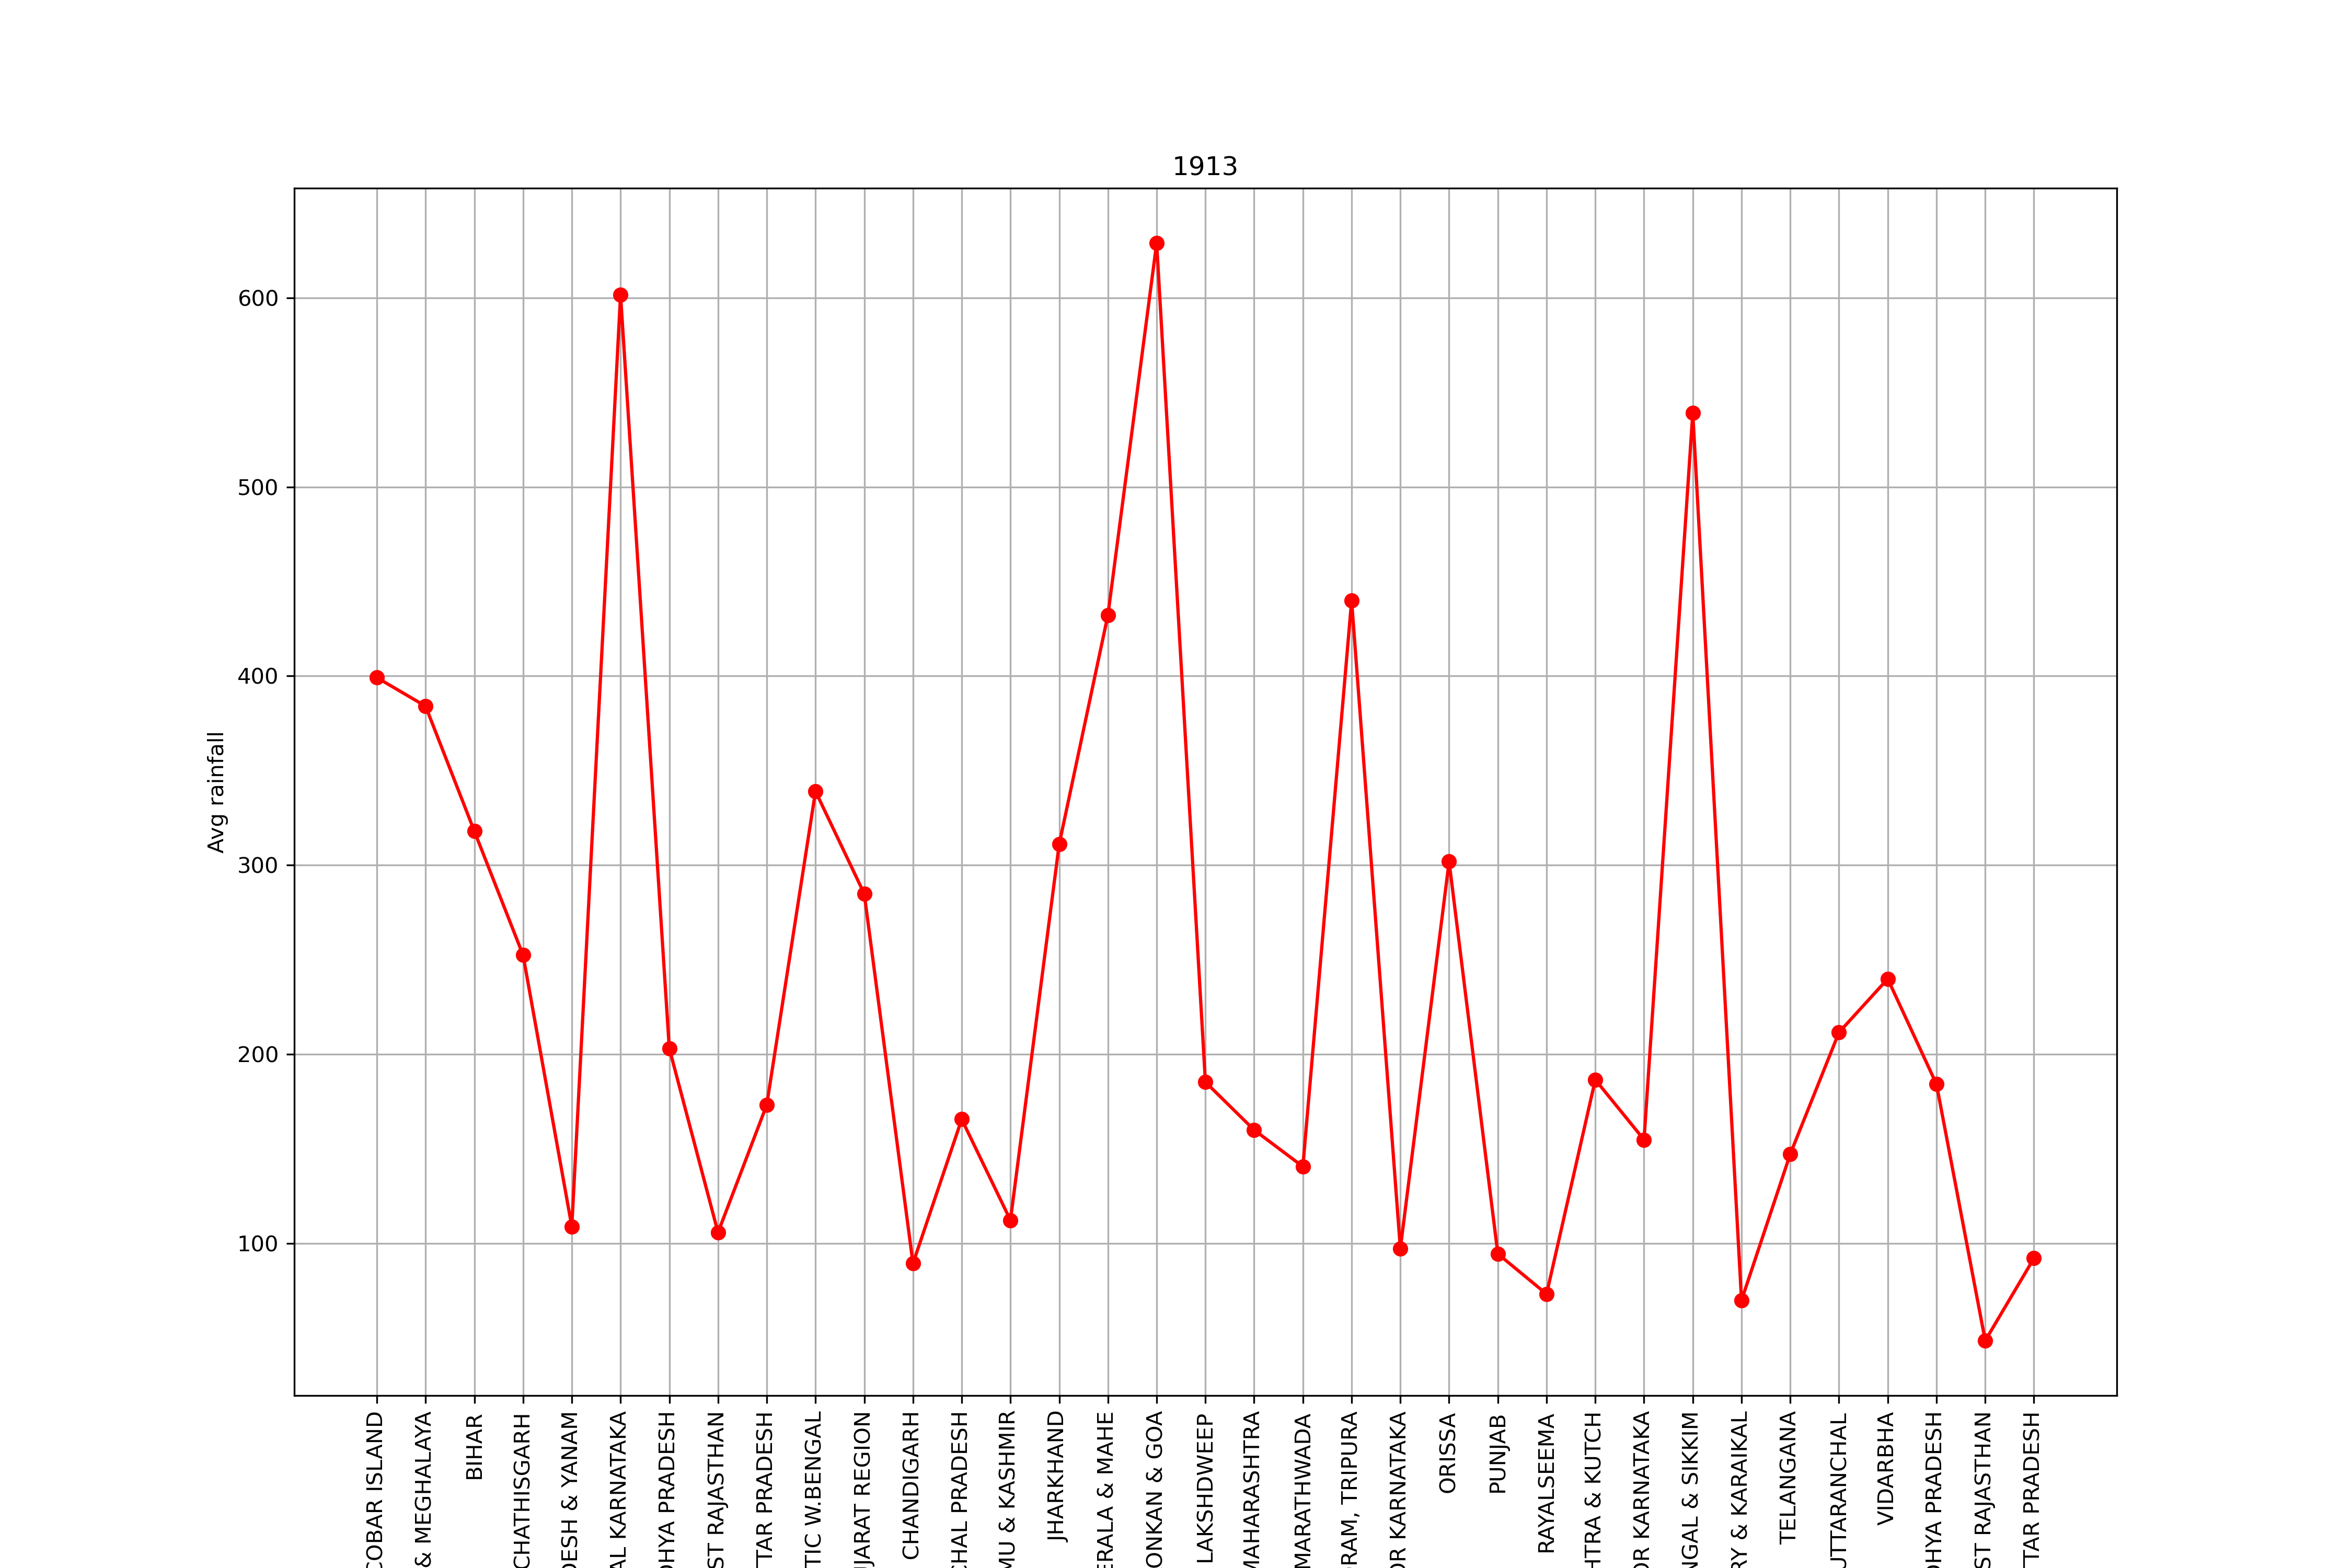 1913
Avg rainfall
600
500
400
300
200
100
COBAR ISLAND
& MEGHALAYA
BIHAR
CHATHISGARH
DESH & YANAM
AL KARNATAKA
DHYA PRADESH
ST RAJASTHAN
TTAR PRADESH
TIC W.BENGAL
JARAT REGION
CHANDIGARH
CHAL PRADESH
MU & KASHMIR
JHARKHAND
ERALA & MAHE
ONKAN & GOA
LAKSHDWEEP
MAHARASHTRA
MARATHWADA
RAM, TRIPURA
OR KARNATAKA
ORISSA
PUNJAB
RAYALSEEMA
HTRA & KUTCH
OR KARNATAKA
NGAL & SIKKIM
RY & KARAIKAL
TELANGANA
UTTARANCHAL
VIDARBHA
DHYA PRADESH
ST RAJASTHAN
TTAR PRADESH